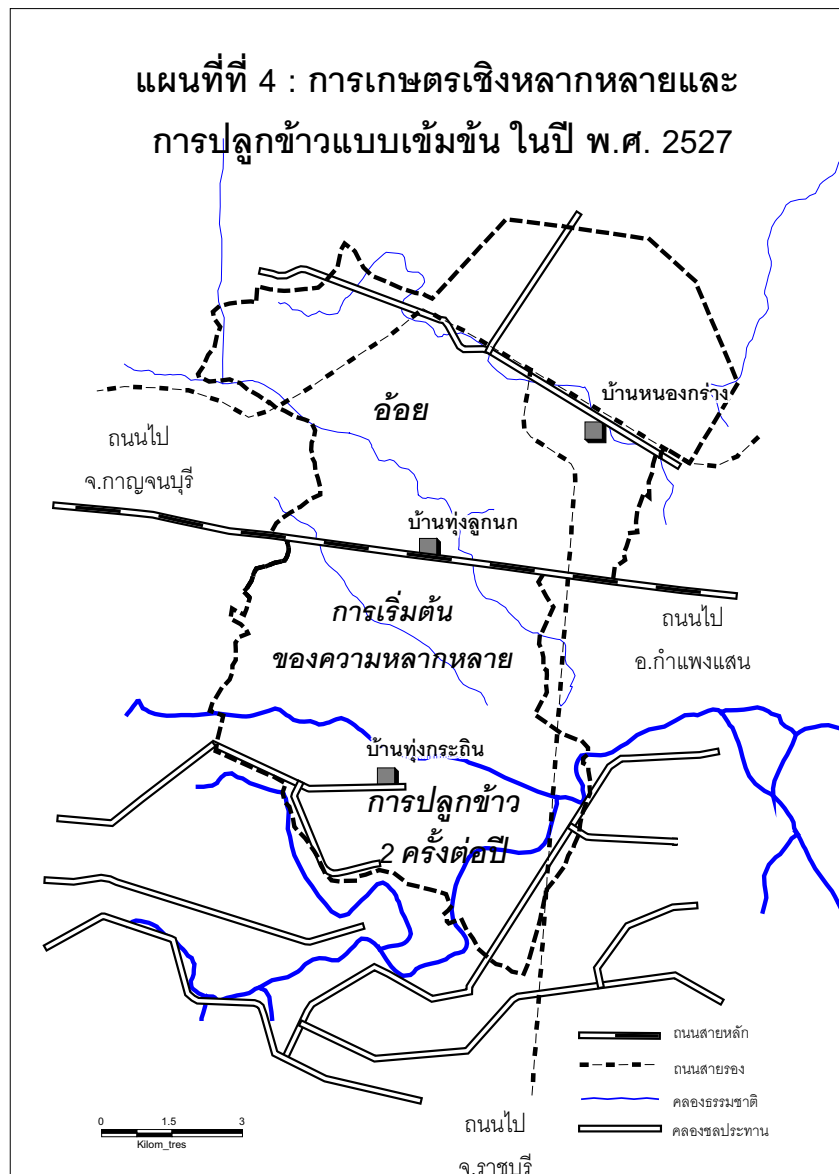 แผนที่ที่ 4 : การเกษตรเชิงหลากหลายและ
การปลูกข้าวแบบเข้มข้น ในปี พ.ศ. 2527
บ้านหนองกร่าง
อ้อย
ถนนไป
จ.กาญจนบุรี
บ้านทุ่งลูกนก
การเริ่มต้น
ของความหลากหลาย
ถนนไป
อ.กำแพงแสน
บ้านทุ่งกระถิน
การปลูกข้าว
2 ครั้งต่อปี
ถนนสายหลัก
ถนนสายรอง
คลองธรรมชาติ
คลองชลประทาน
0 1.5 3
Kilom_tres
ถนนไป
จ.ราชบุรี